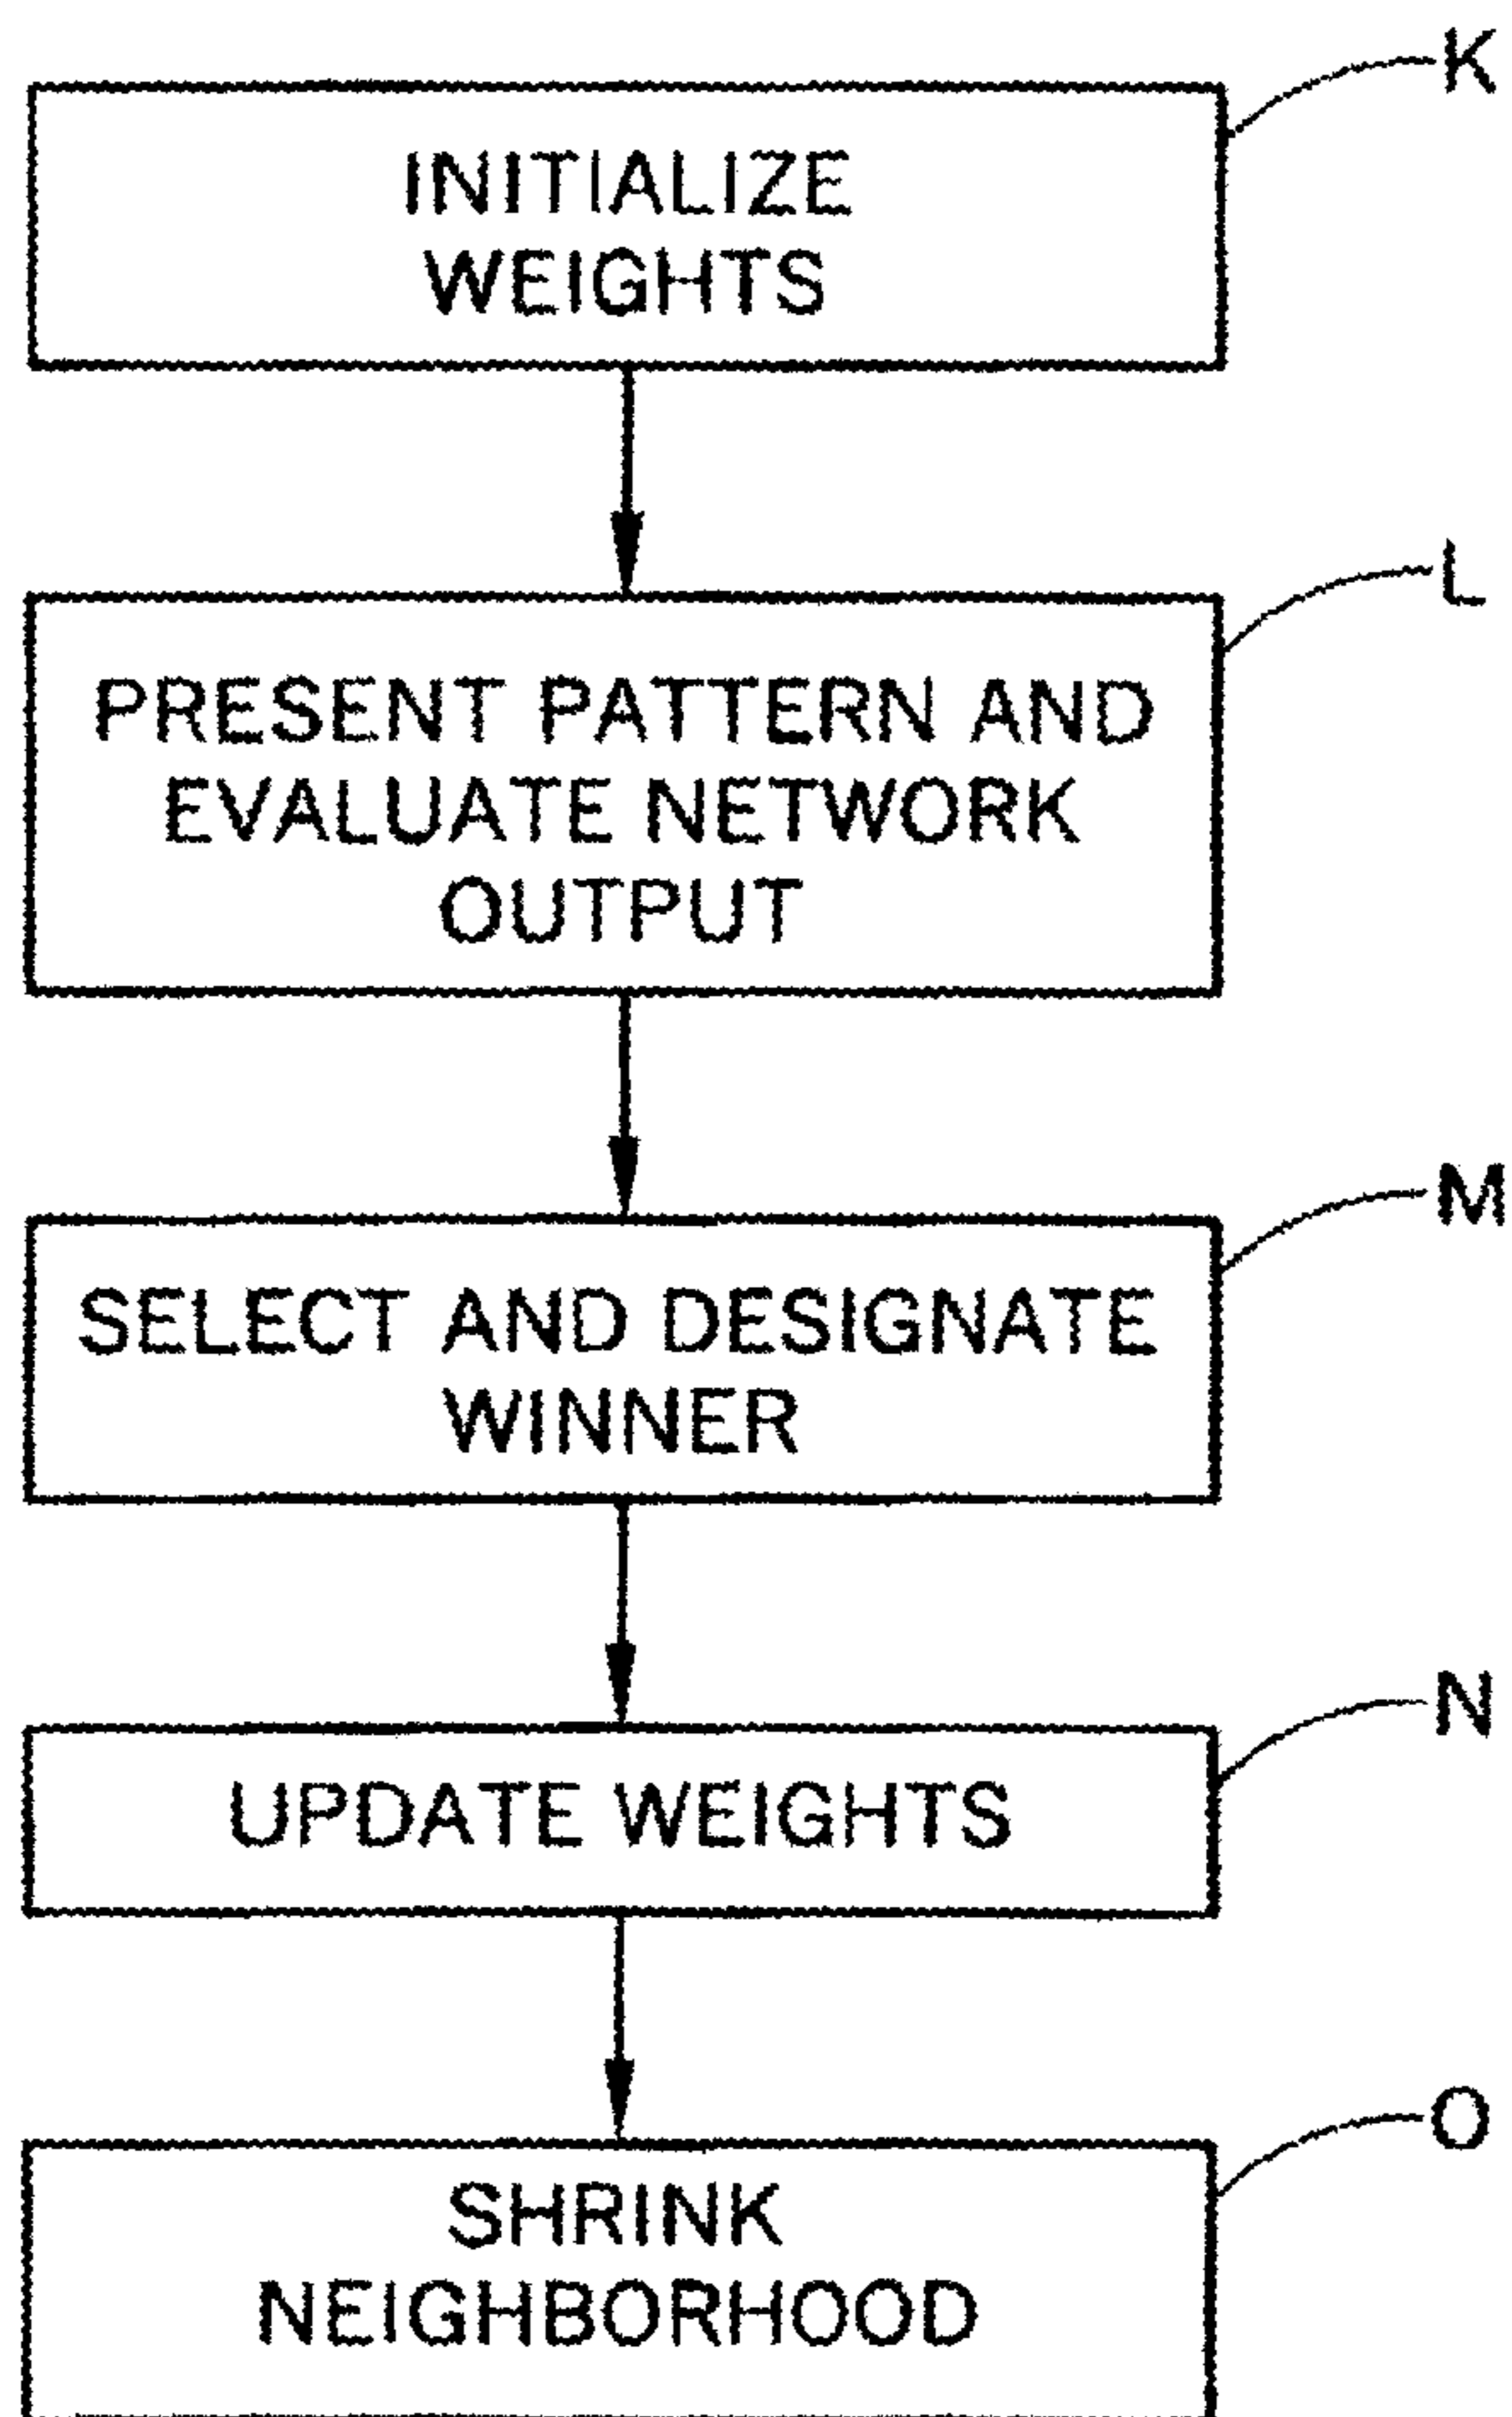 K
INITIALIZE
WEIGHTS
L
PRESENT PATTERN AND
EVALUATE NETWORK
OUTPUT
M
SELECT AND DESIGNATE
WINNER
N
UPDATE WEIGHTS
O
SHRINK
NEIGHBORHOOD